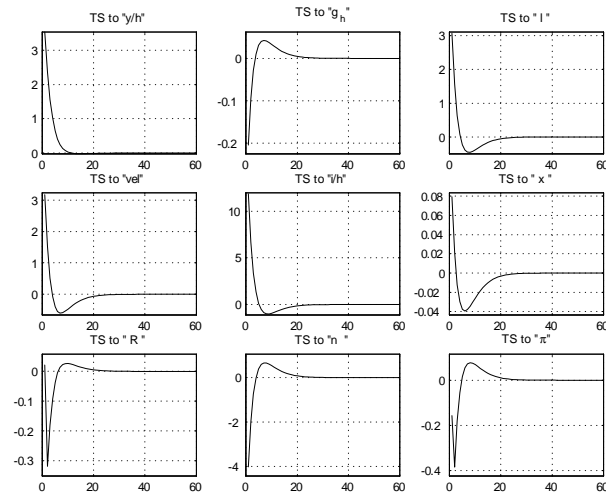 TS to "y/h"
3
2
1
0
0 20 40 60
TS to "g_h"
0
-0.1
-0.2
0 20 40 60
TS to " l "
3
2
1
0
0 20 40 60
TS to "vel"
3
2
1
0
0 20 40 60
TS to "i/h"
10
5
0
0 20 40 60
TS to " x "
0.08
0.06
0.04
0.02
0
-0.02
-0.04
0 20 40 60
TS to " R "
0
-0.1
-0.2
-0.3
0 20 40 60
TS to "n "
0
-2
-4
0 20 40 60
TS to "π"
0
-0.2
-0.4
0 20 40 60